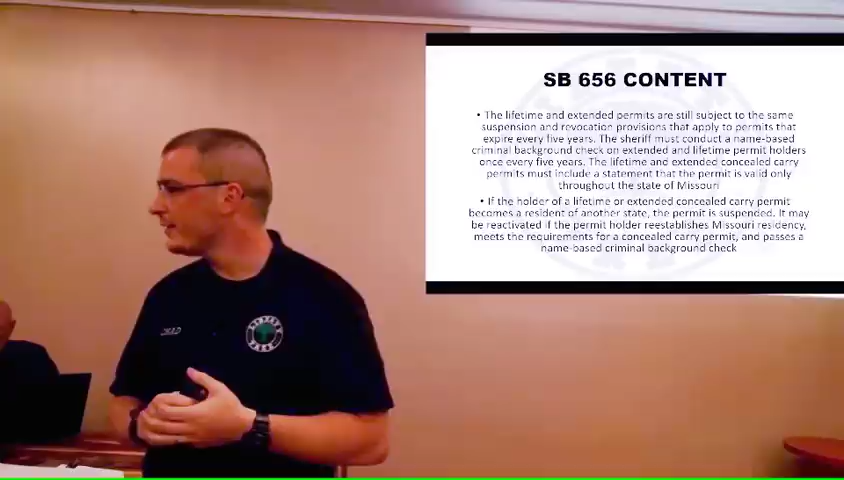 SB 656 CONTENT
• The lifetime and extended permits are still subject to the same
suspension and revocation provisions that apply to permits that
expire every five years. The sheriff must conduct a name-based
criminal background check on extended and lifetime permit holders
once every five years. The lifetime and extended concealed carry
permits must include a statement that the permit is valid only
throughout the state of Missouri
• If the holder of a lifetime or extended concealed carry permit
becomes a resident of another state, the permit is suspended. It may
be reactivated if the permit holder reestablishes Missouri residency,
meets the requirements for a concealed carry permit, and passes a
name-based criminal background check